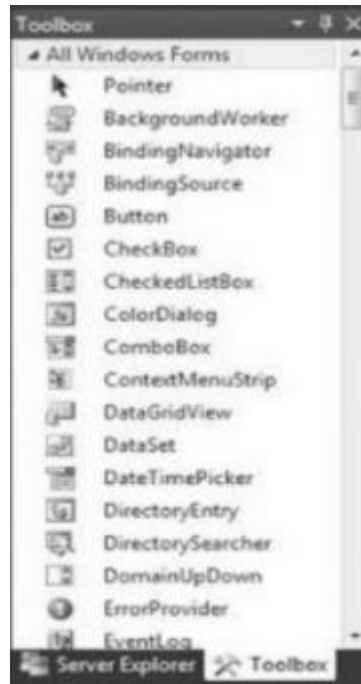 Toolbox
All Windows Forms
Pointer
BackgroundWorker
BindingNavigator
BindingSource
ab Button
CheckBox
CheckedListBox
ColorDialog
ComboBox
ContextMenuStrip
DataGridView
DataSet
DateTimePicker
DirectoryEntry
DirectorySearcher
DomainUpDown
ErrorProvider
EventLog
Server Explorer Toolbox